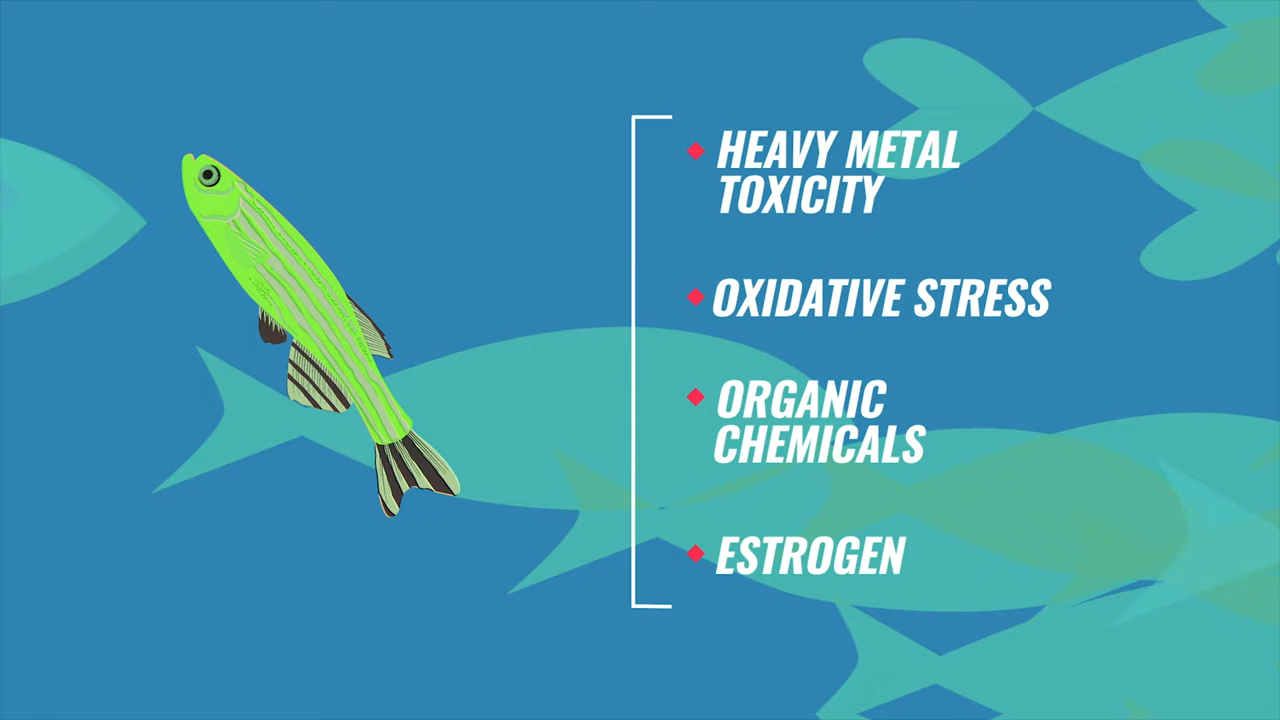 HEAVY METAL
TOXICITY
OXIDATIVE STRESS
ORGANIC
CHEMICALS
ESTROGEN